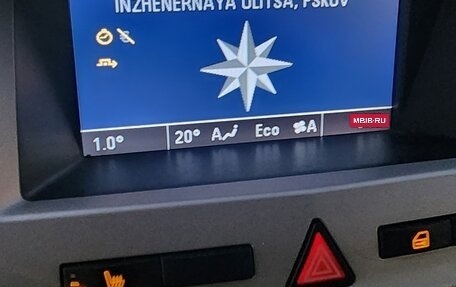 INZHENERNAYA ULITSA, PSKOV
MBIB.RU
1.0° 20° A Eco A